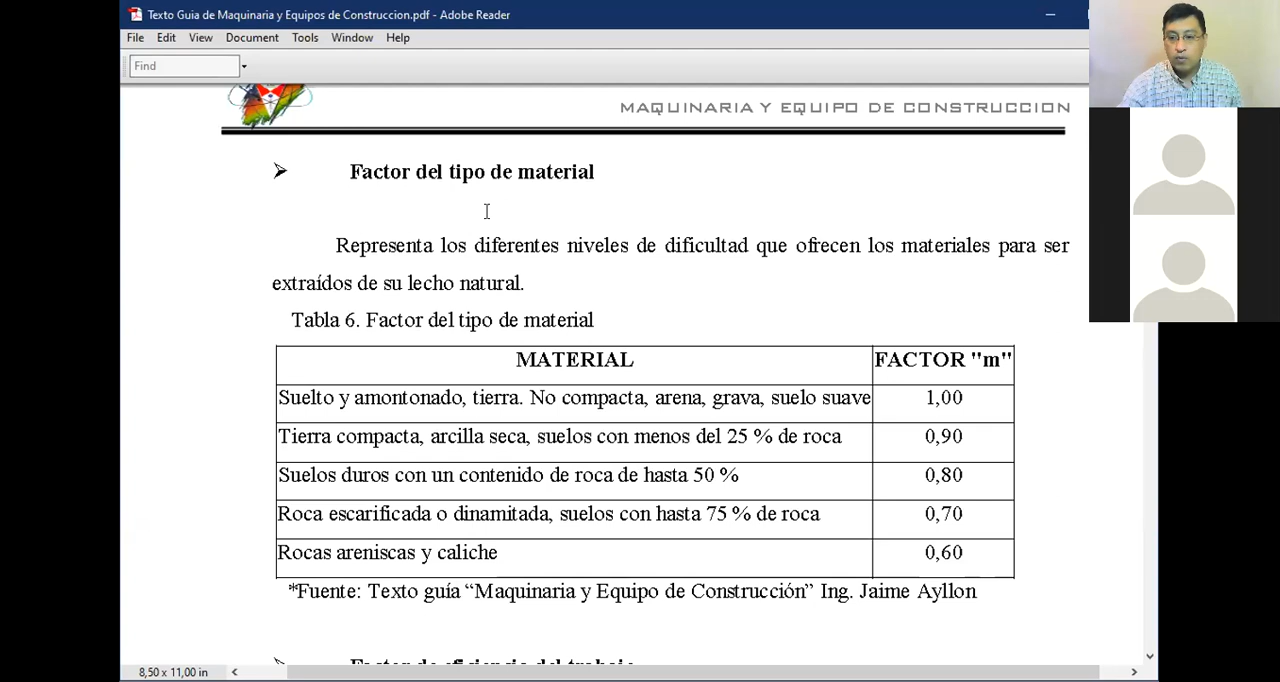 Texto Guia de Maquinaria y Equipos de Construccion.pdf - Adobe Reader
File Edit View Document Tools Window Help
Find
MAQUINARIA Y EQUIPO DE CONSTRUCCION
Factor del tipo de material
Representa los diferentes niveles de dificultad que ofrecen los materiales para ser
extraídos de su lecho natural.
Tabla 6. Factor del tipo de material
MATERIAL FACTOR "m"
Suelto y amontonado, tierra. No compacta, arena, grava, suelo suave 1,00
Tierra compacta, arcilla seca, suelos con menos del 25 % de roca 0,90
Suelos duros con un contenido de roca de hasta 50 % 0,80
Roca escarificada o dinamitada, suelos con hasta 75 % de roca 0,70
Rocas areniscas y caliche 0,60
*Fuente: Texto guía “Maquinaria y Equipo de Construcción” Ing. Jaime Ayllon
Factor de eficiencia del trabajo
8,50 x 11,00 in